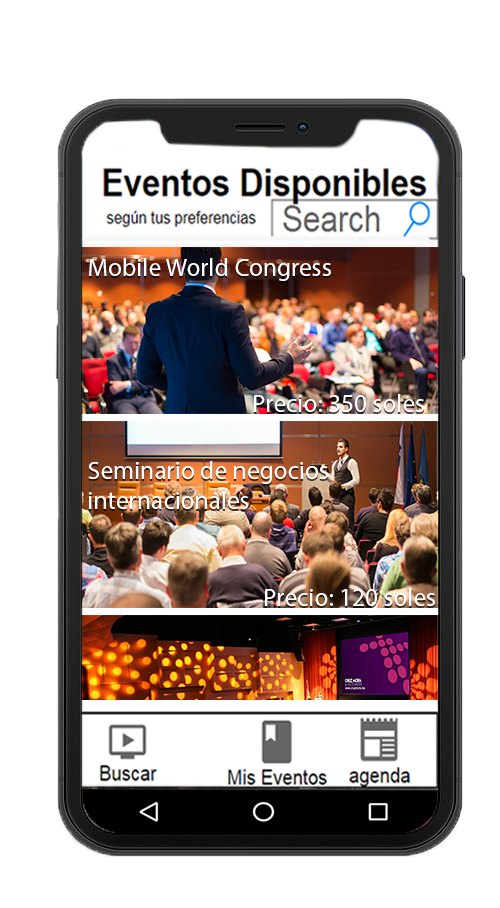 Eventos Disponibles
según tus preferencias
Search
Mobile World Congress
Precio: 350 soles
Seminario de negocios
internacionales
Precio: 120 soles
Buscar
Mis Eventos
agenda